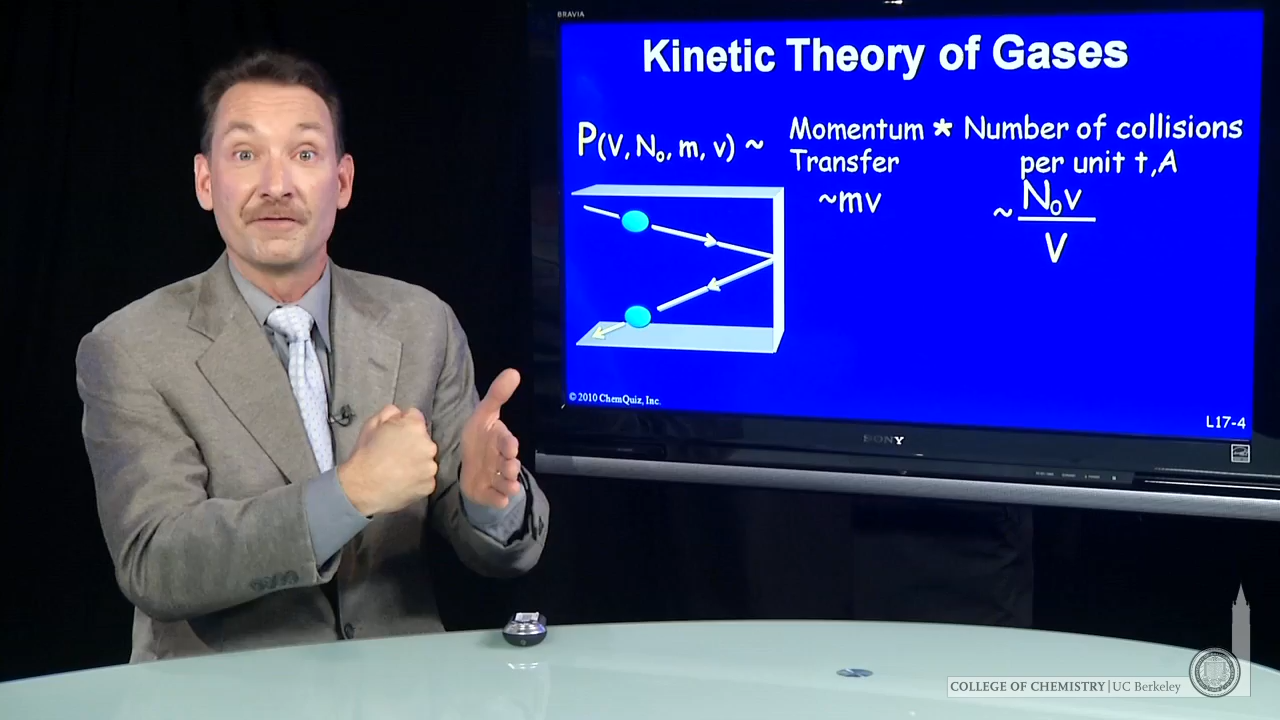 BRAVIA
Kinetic Theory of Gases
P(V, N₀, m, v) ~
Momentum * Number of collisions
Transfer per unit t,A
~mv
~ N₀v
V
© 2010 ChemQuiz, Inc.
L17-4
SONY
COLLEGE OF CHEMISTRY | UC Berkeley